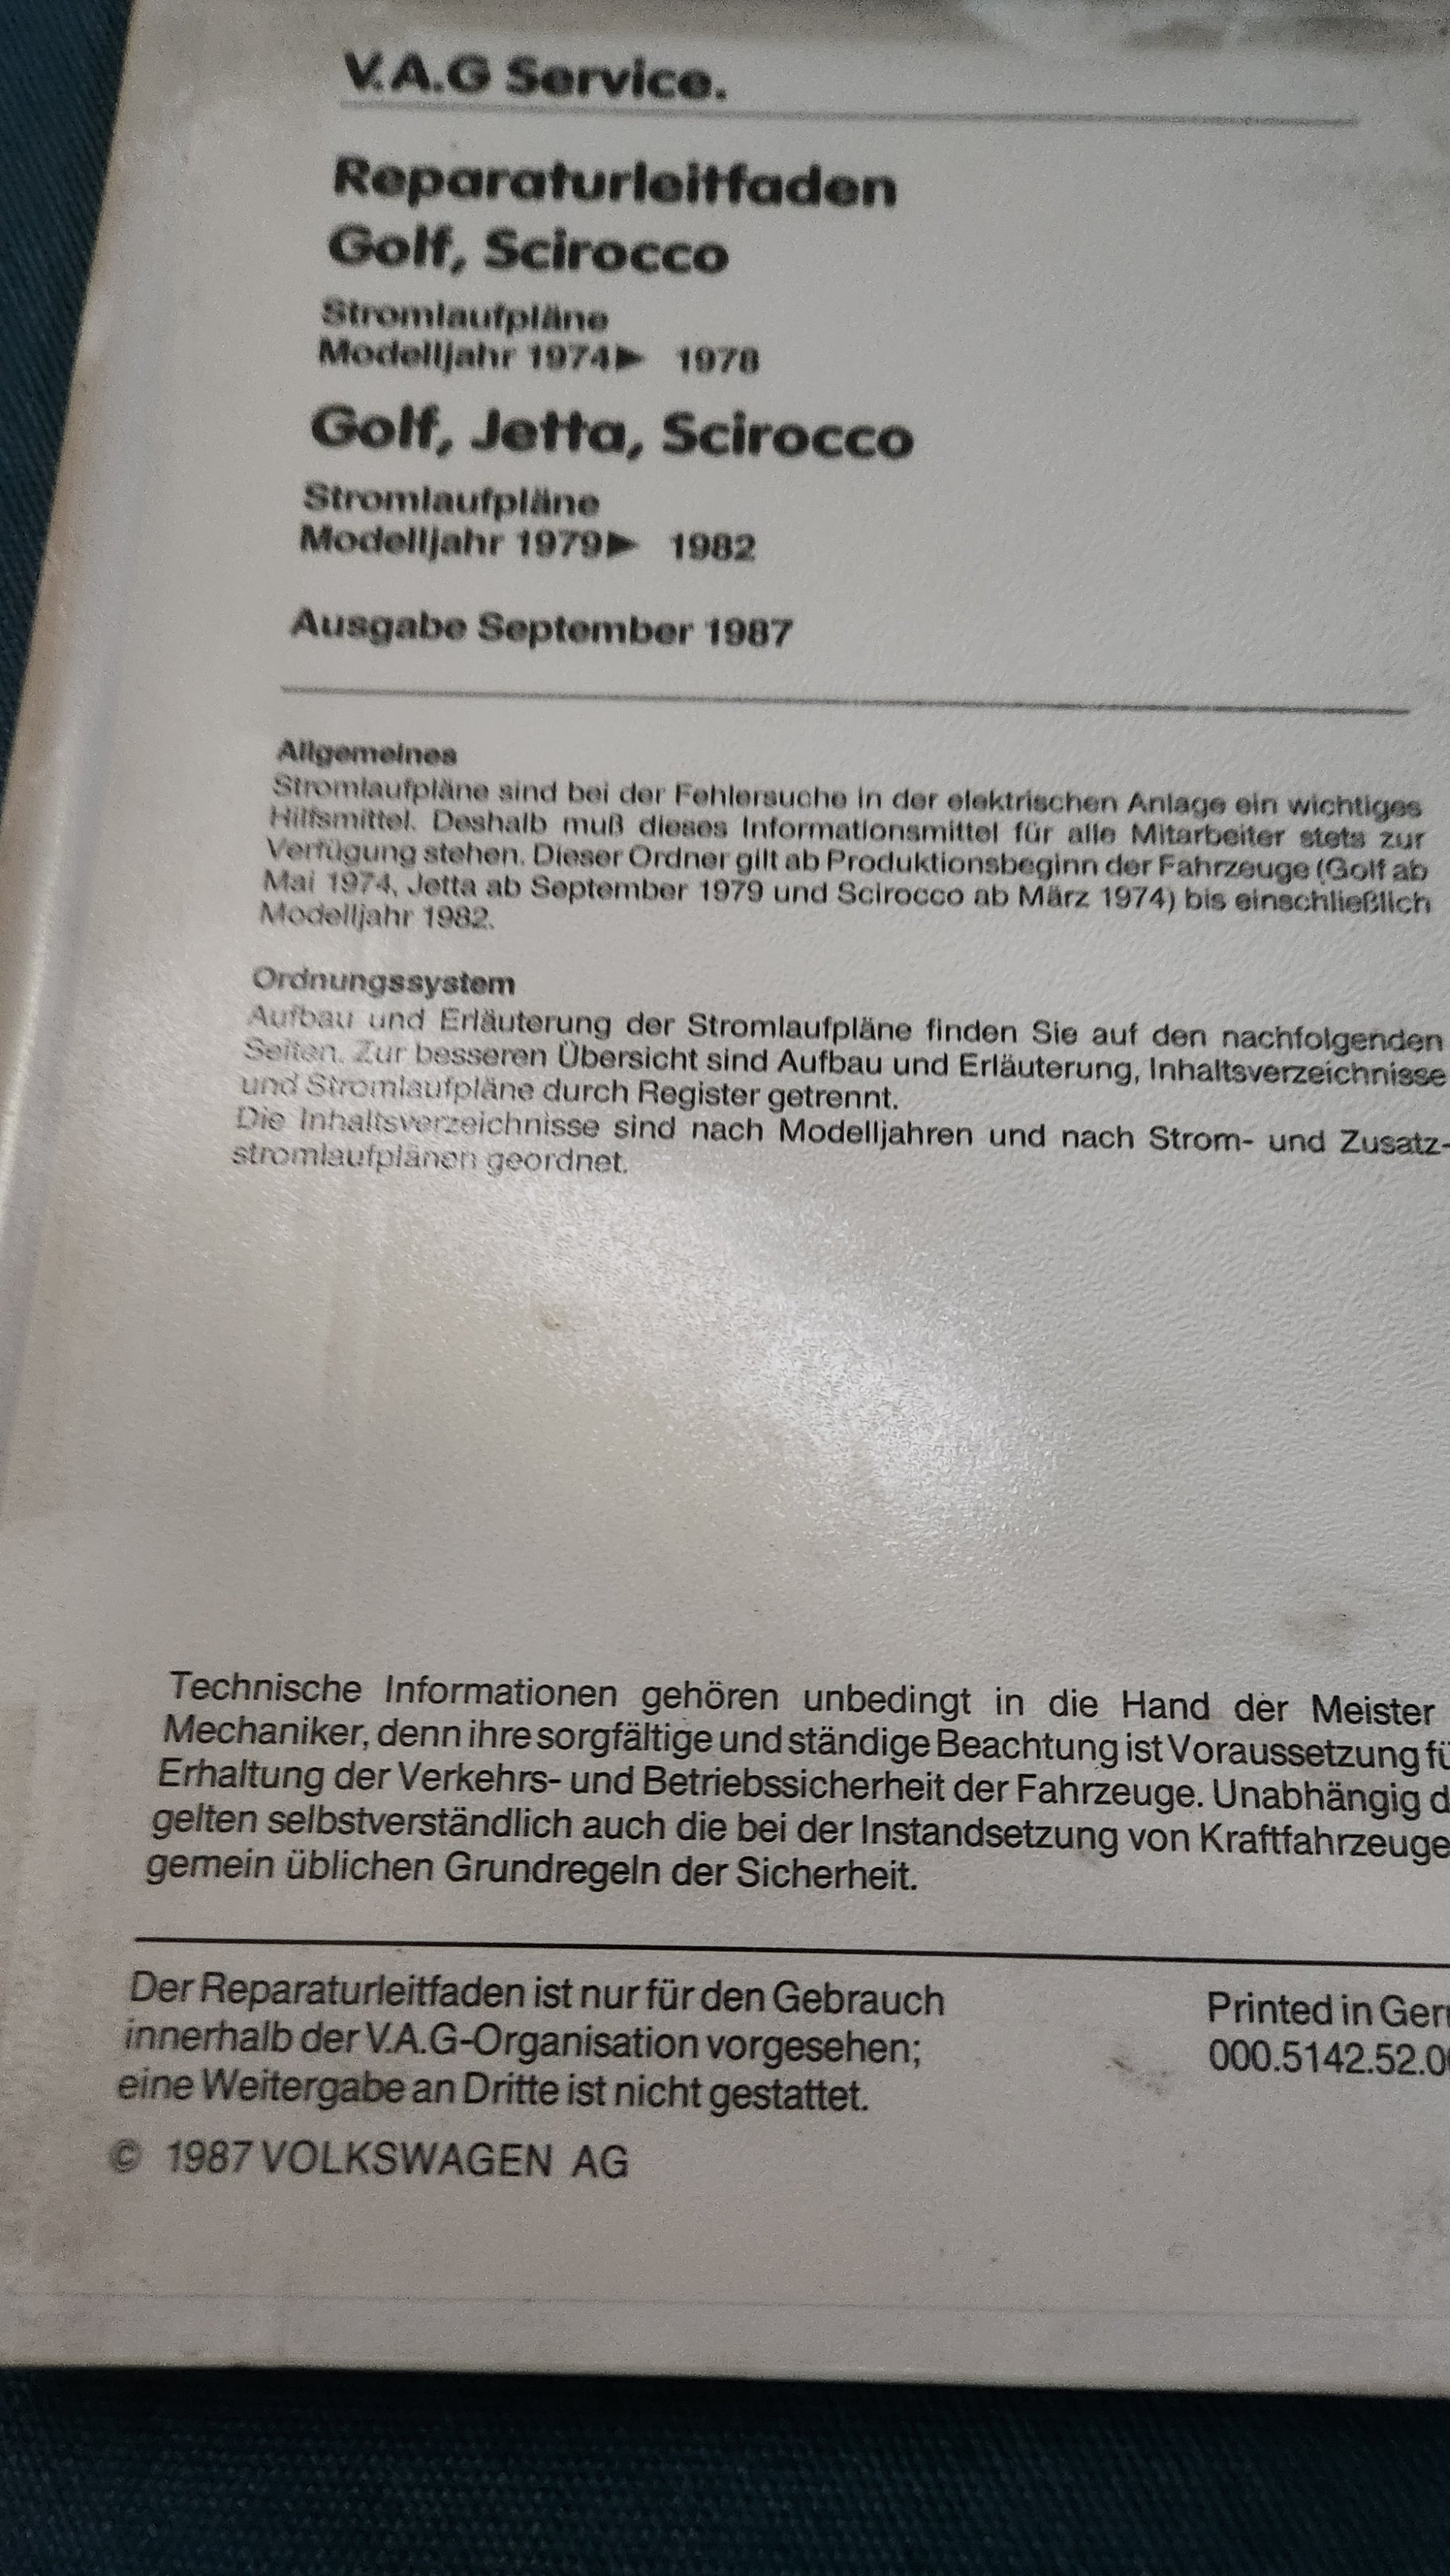 V.A.G Service.
Reparaturleitfaden
Golf, Scirocco
Stromlaufpläne
Modelljahr 1974▶ 1978
Golf, Jetta, Scirocco
Stromlaufpläne
Modelljahr 1979▶ 1982
Ausgabe September 1987
Allgemeines
Stromlaufpläne sind bei der Fehlersuche in der elektrischen Anlage ein wichtiges
Hilfsmittel. Deshalb muß dieses Informationsmittel für alle Mitarbeiter stets zur
Verfügung stehen. Dieser Ordner gilt ab Produktionsbeginn der Fahrzeuge (Golf ab
Mai 1974, Jetta ab September 1979 und Scirocco ab März 1974) bis einschließlich
Modelljahr 1982.
Ordnungssystem
Aufbau und Erläuterung der Stromlaufpläne finden Sie auf den nachfolgenden
Seiten. Zur besseren Übersicht sind Aufbau und Erläuterung, Inhaltsverzeichnisse
und Stromlaufpläne durch Register getrennt.
Die Inhaltsverzeichnisse sind nach Modelljahren und nach Strom- und Zusatz-
stromlaufplänen geordnet.
Technische Informationen gehören unbedingt in die Hand der Meister
Mechaniker, denn ihre sorgfältige und ständige Beachtung ist Voraussetzung fü
Erhaltung der Verkehrs- und Betriebssicherheit der Fahrzeuge. Unabhängig d
gelten selbstverständlich auch die bei der Instandsetzung von Kraftfahrzeuge
gemein üblichen Grundregeln der Sicherheit.
Der Reparaturleitfaden ist nur für den Gebrauch
innerhalb der V.A.G-Organisation vorgesehen;
eine Weitergabe an Dritte ist nicht gestattet.
© 1987 VOLKSWAGEN AG
Printed in Ger
000.5142.52.0